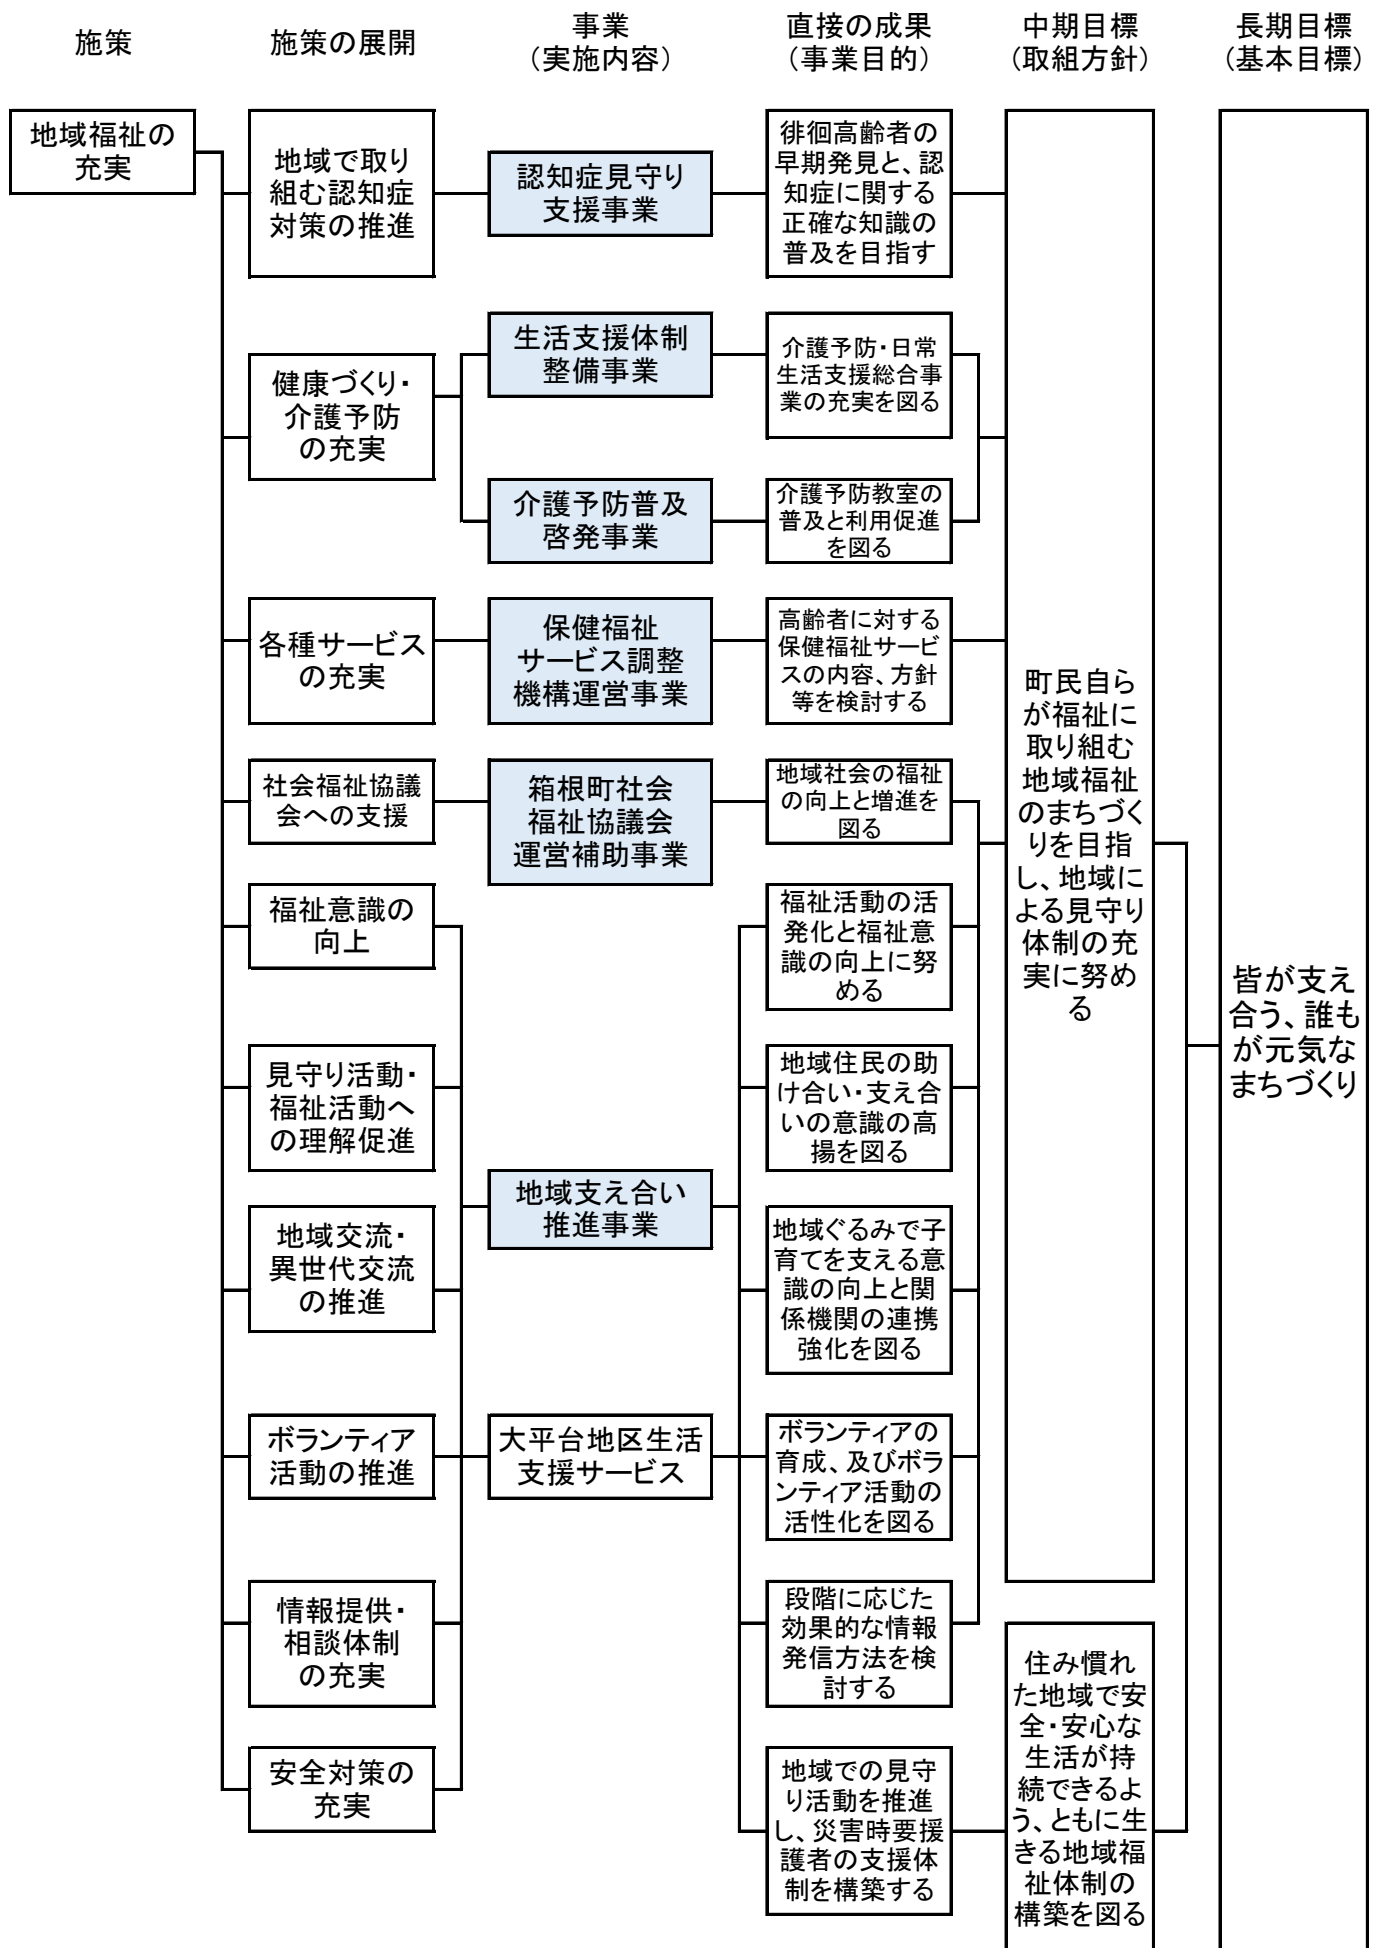 施策
施策の展開
事業
(実施内容)
直接の成果
(事業目的)
中期目標
(取組方針)
長期目標
(基本目標)
地域福祉の
充実
地域で取り
組む認知症
対策の推進
認知症見守り
支援事業
徘徊高齢者の
早期発見と、認
知症に関する
正確な知識の
普及を目指す
健康づくり・
介護予防
の充実
生活支援体制
整備事業
介護予防・日常
生活支援総合事
業の充実を図る
介護予防普及
啓発事業
介護予防教室の
普及と利用促進
を図る
各種サービス
の充実
保健福祉
サービス調整
機構運営事業
高齢者に対する
保健福祉サービ
スの内容、方針
等を検討する
社会福祉協議
会への支援
箱根町社会
福祉協議会
運営補助事業
地域社会の福祉
の向上と増進を
図る
福祉意識の
向上
福祉活動の活
発化と福祉意
識の向上に努
める
見守り活動・
福祉活動へ
の理解促進
地域住民の助
け合い・支え合
いの意識の高
揚を図る
地域支え合い
推進事業
地域交流・
異世代交流
の推進
地域ぐるみで子
育てを支える意
識の向上と関
係機関の連携
強化を図る
ボランティア
活動の推進
大平台地区生活
支援サービス
ボランティアの
育成、及びボラ
ンティア活動の
活性化を図る
情報提供・
相談体制
の充実
段階に応じた
効果的な情報
発信方法を検
討する
安全対策の
充実
地域での見守
り活動を推進
し、災害時要援
護者の支援体
制を構築する
町民自ら
が福祉に
取り組む
地域福祉
のまちづく
りを目指
し、地域に
よる見守り
体制の充
実に努め
る
住み慣れ
た地域で安
全・安心な
生活が持
続できるよ
う、ともに生
きる地域福
祉体制の
構築を図る
皆が支え
合う、誰も
が元気な
まちづくり